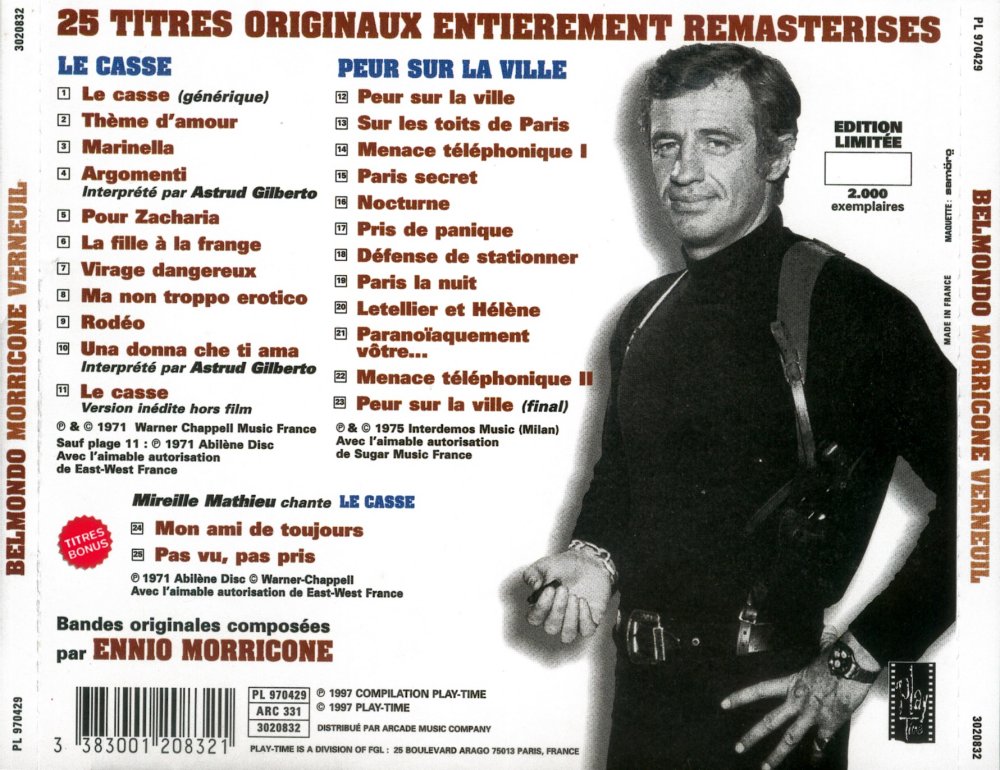 25 TITRES ORIGINAUX ENTIEREMENT REMASTERISES
LE CASSE
1 Le casse (générique)
2 Thème d'amour
3 Marinella
4 Argomenti
Interprété par Astrud Gilberto
5 Pour Zacharia
6 La fille à la frange
7 Virage dangereux
8 Ma non troppo erotico
9 Rodéo
10 Una donna che ti ama
Interprété par Astrud Gilberto
11 Le casse
Version inédite hors film
℗ & © 1971 Warner Chappell Music France
Sauf plage 11 : ℗ 1971 Abilène Disc
Avec l'aimable autorisation
de East-West France
PEUR SUR LA VILLE
12 Peur sur la ville
13 Sur les toits de Paris
14 Menace téléphonique I
15 Paris secret
16 Nocturne
17 Pris de panique
18 Défense de stationner
19 Paris la nuit
20 Letellier et Hélène
21 Paranoïaquement
vôtre...
22 Menace téléphonique II
23 Peur sur la ville (final)
℗ & © 1975 Interdemos Music (Milan)
Avec l'aimable autorisation
de Sugar Music France
EDITION
LIMITÉE
2.000
exemplaires
Mireille Mathieu chante LE CASSE
TITRES
BONUS
24 Mon ami de toujours
25 Pas vu, pas pris
℗ 1971 Abilène Disc © Warner-Chappell
Avec l'aimable autorisation de East-West France
Bandes originales composées
par ENNIO MORRICONE
3 383001 208321
PL 970429
ARC 331
3020832
℗ 1997 COMPILATION PLAY-TIME
© 1997 PLAY-TIME
DISTRIBUÉ PAR ARCADE MUSIC COMPANY
PLAY-TIME IS A DIVISION OF FGL : 25 BOULEVARD ARAGO 75013 PARIS, FRANCE
Play
Time
MADE IN FRANCE
MAQUETTE : samörö
3020832
BELMONDO MORRICONE VERNEUIL
PL 970429
PL 970429
BELMONDO MORRICONE VERNEUIL
3020832